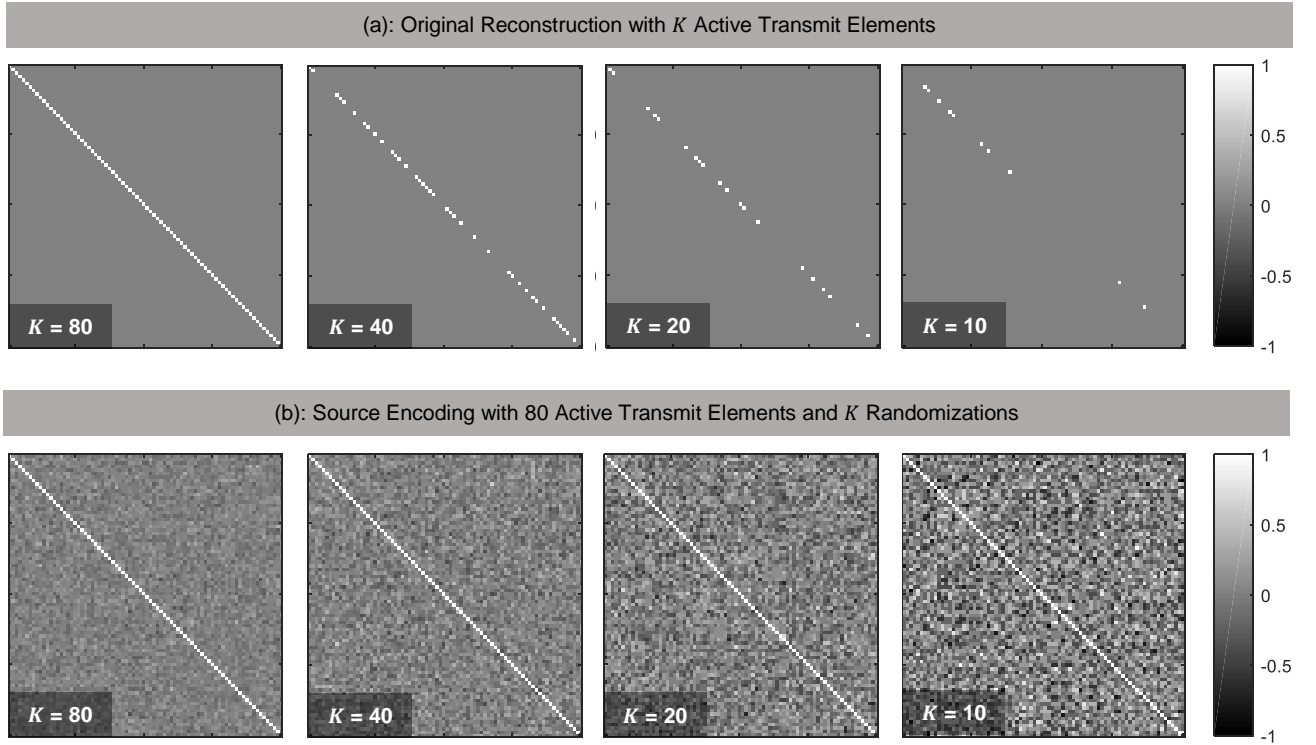 (a): Original Reconstruction with K Active Transmit Elements
K = 80
K = 40
K = 20
K = 10
1
0.5
0
-0.5
-1
(b): Source Encoding with 80 Active Transmit Elements and K Randomizations
K = 80
K = 40
K = 20
K = 10
1
0.5
0
-0.5
-1